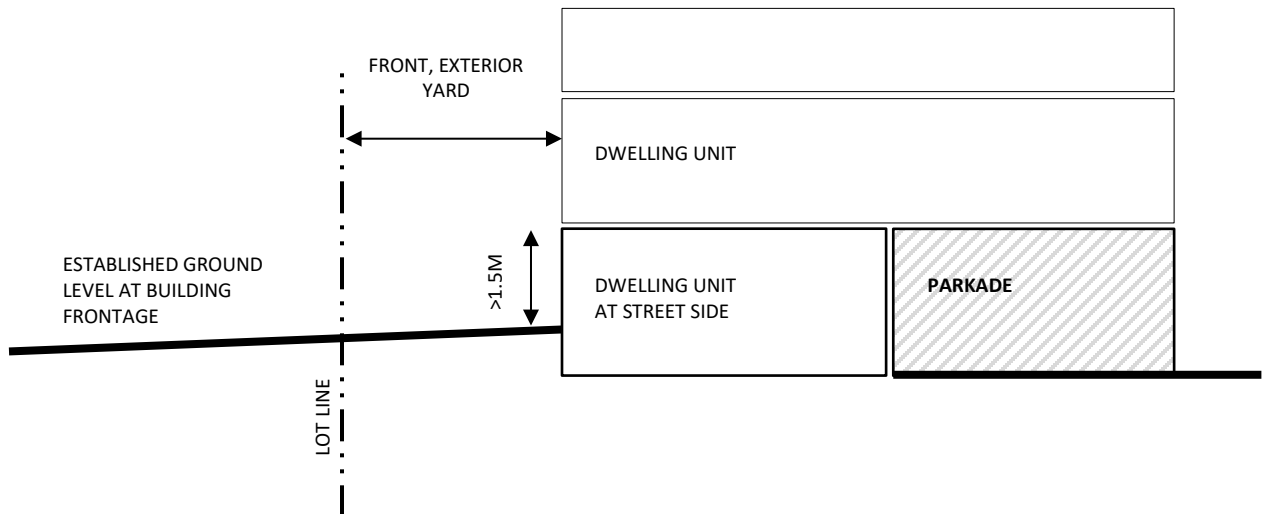 FRONT, EXTERIOR
YARD
DWELLING UNIT
ESTABLISHED GROUND
LEVEL AT BUILDING
FRONTAGE
>1.5M
DWELLING UNIT
AT STREET SIDE
PARKADE
LOT LINE